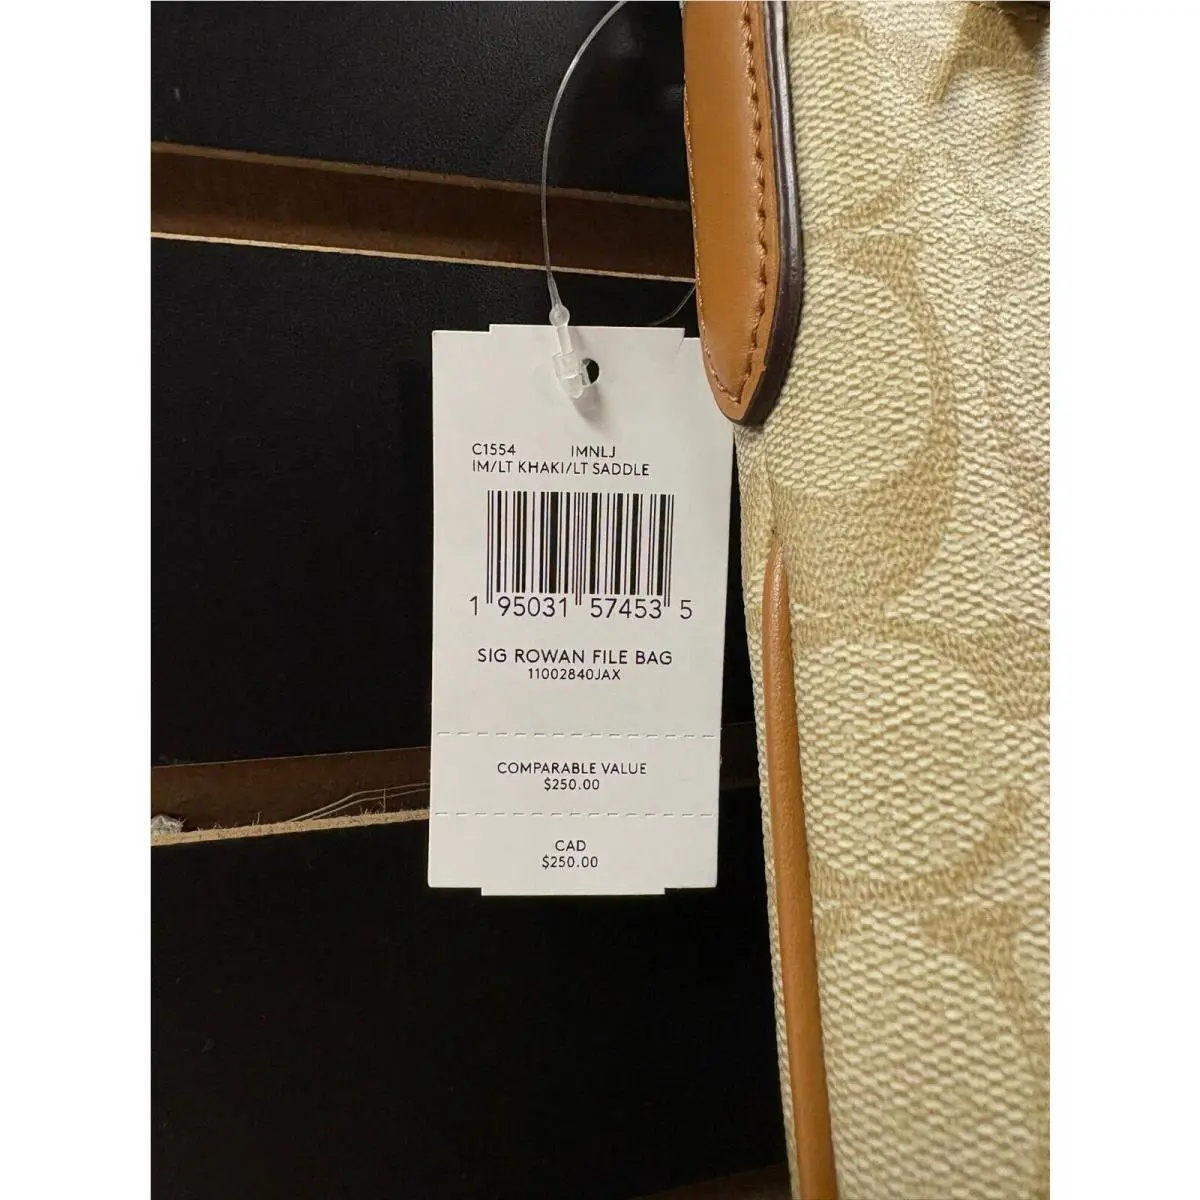 C1554 IMNLJ
IM/LT KHAKI/LT SADDLE
1 95031 57453 5
SIG ROWAN FILE BAG
11002840JAX
COMPARABLE VALUE
$250.00
CAD
$250.00